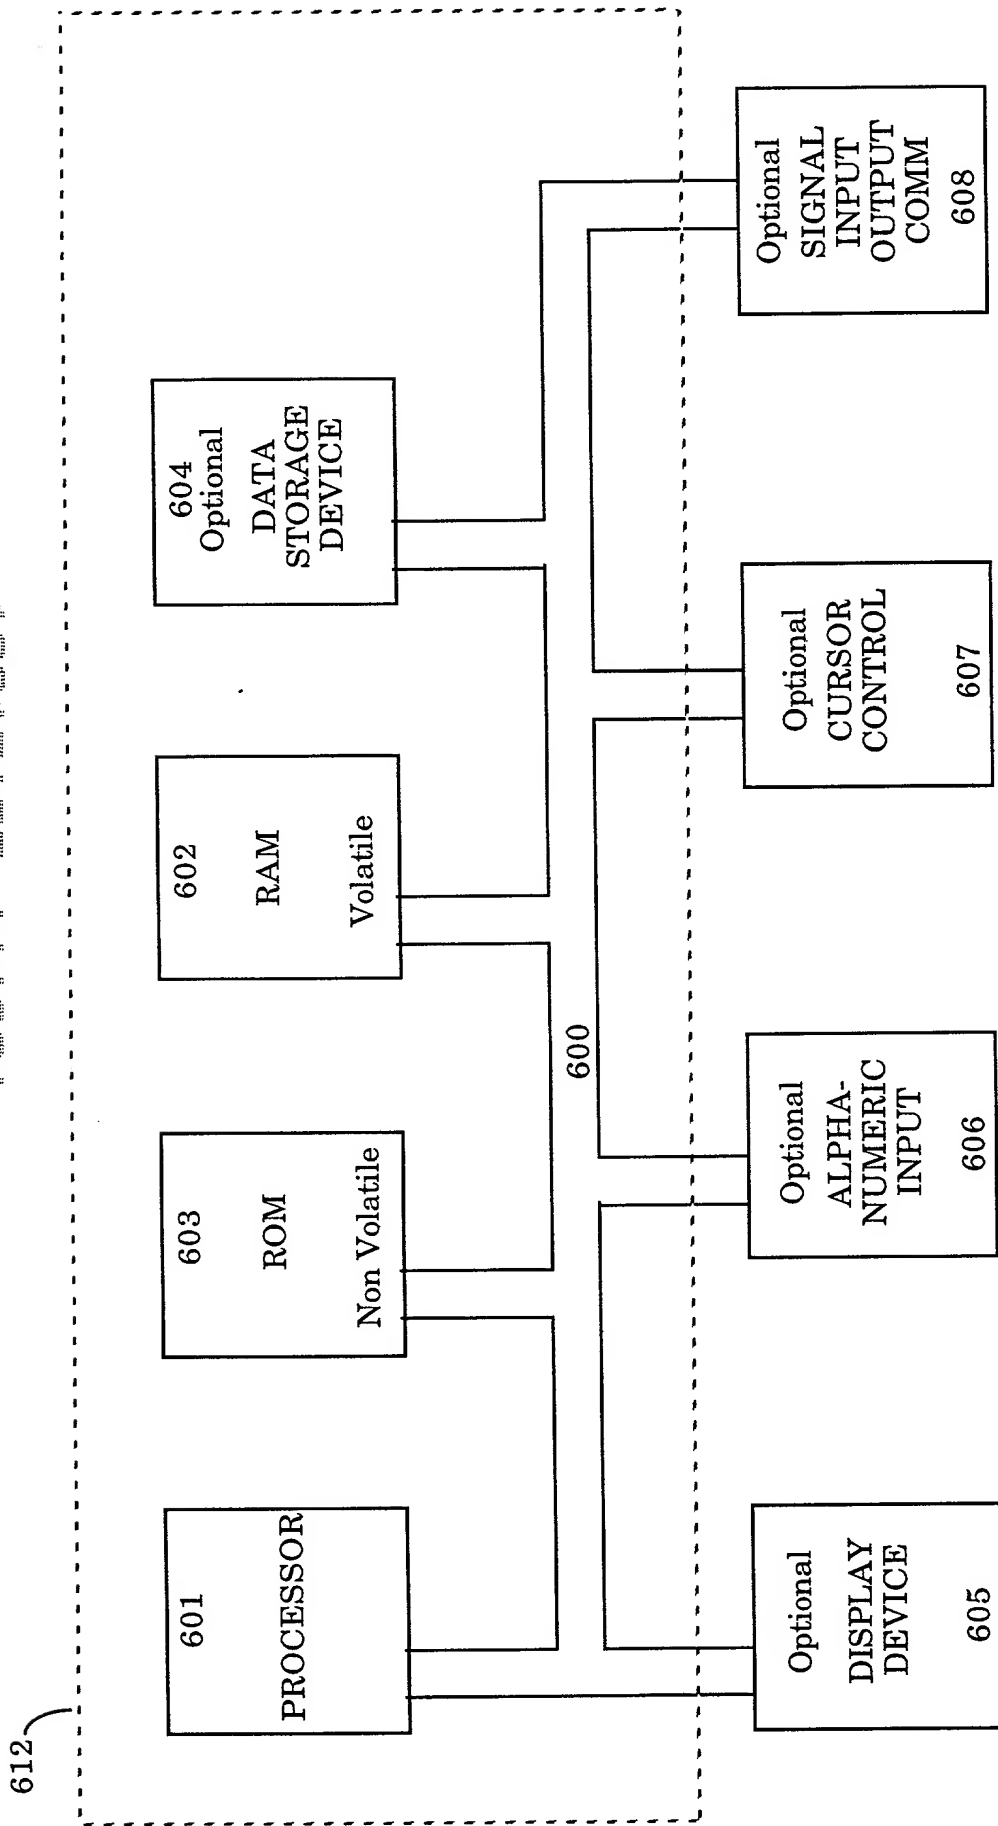 612
601
PROCESSOR
603
ROM
Non Volatile
602
RAM
Volatile
604
Optional
DATA
STORAGE
DEVICE
600
Optional
DISPLAY
DEVICE
605
Optional
ALPHA-
NUMERIC
INPUT
606
Optional
CURSOR
CONTROL
607
Optional
SIGNAL
INPUT
OUTPUT
COMM
608